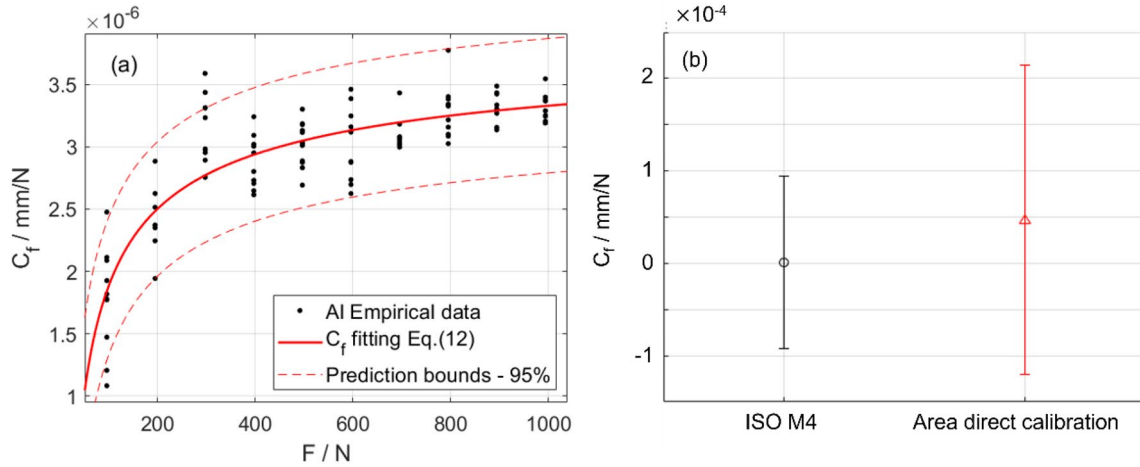 ×10⁻⁶
(a)
3.5
3
2.5
2
1.5
1
C_f / mm/N
200
400
600
800
1000
F / N
Al Empirical data
C_f fitting Eq.(12)
Prediction bounds - 95%
×10⁻⁴
(b)
2
1
0
-1
C_f / mm/N
ISO M4
Area direct calibration